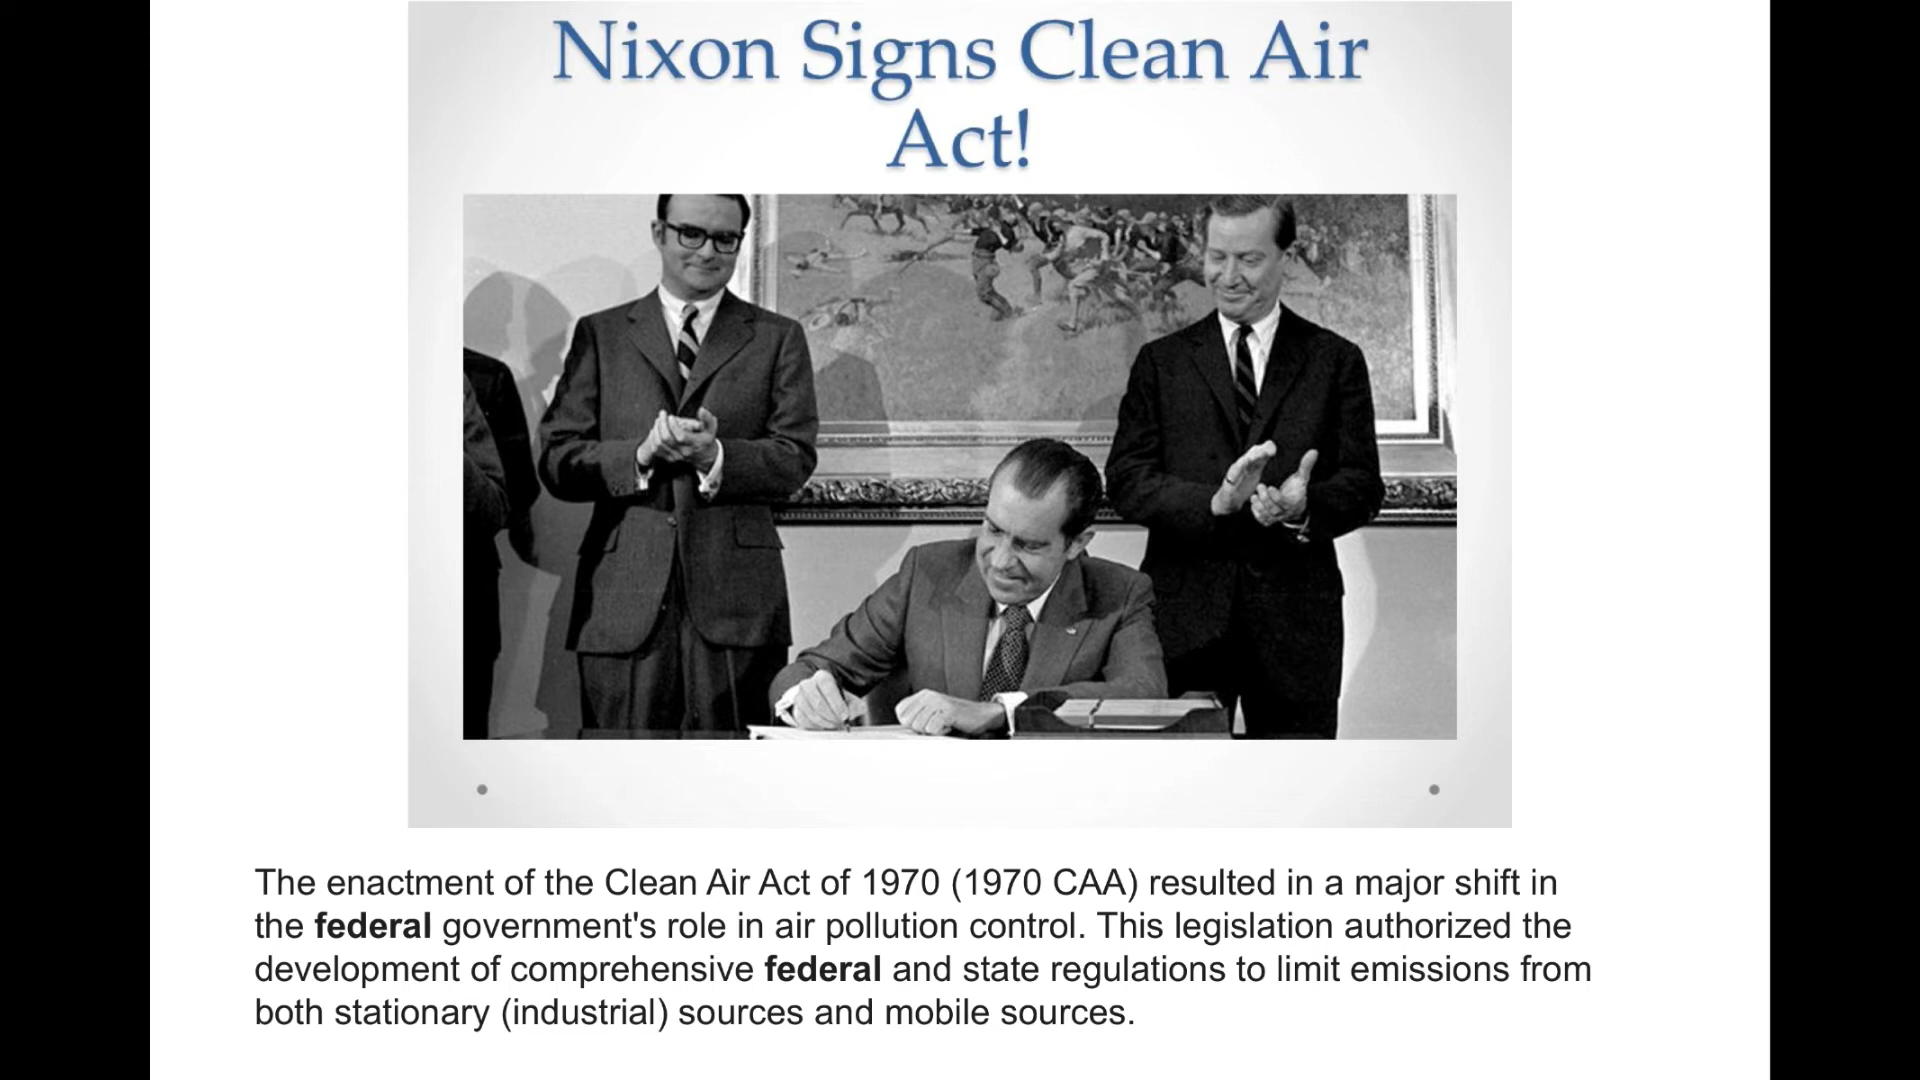 Nixon Signs Clean Air
Act!
The enactment of the Clean Air Act of 1970 (1970 CAA) resulted in a major shift in
the federal government's role in air pollution control. This legislation authorized the
development of comprehensive federal and state regulations to limit emissions from
both stationary (industrial) sources and mobile sources.